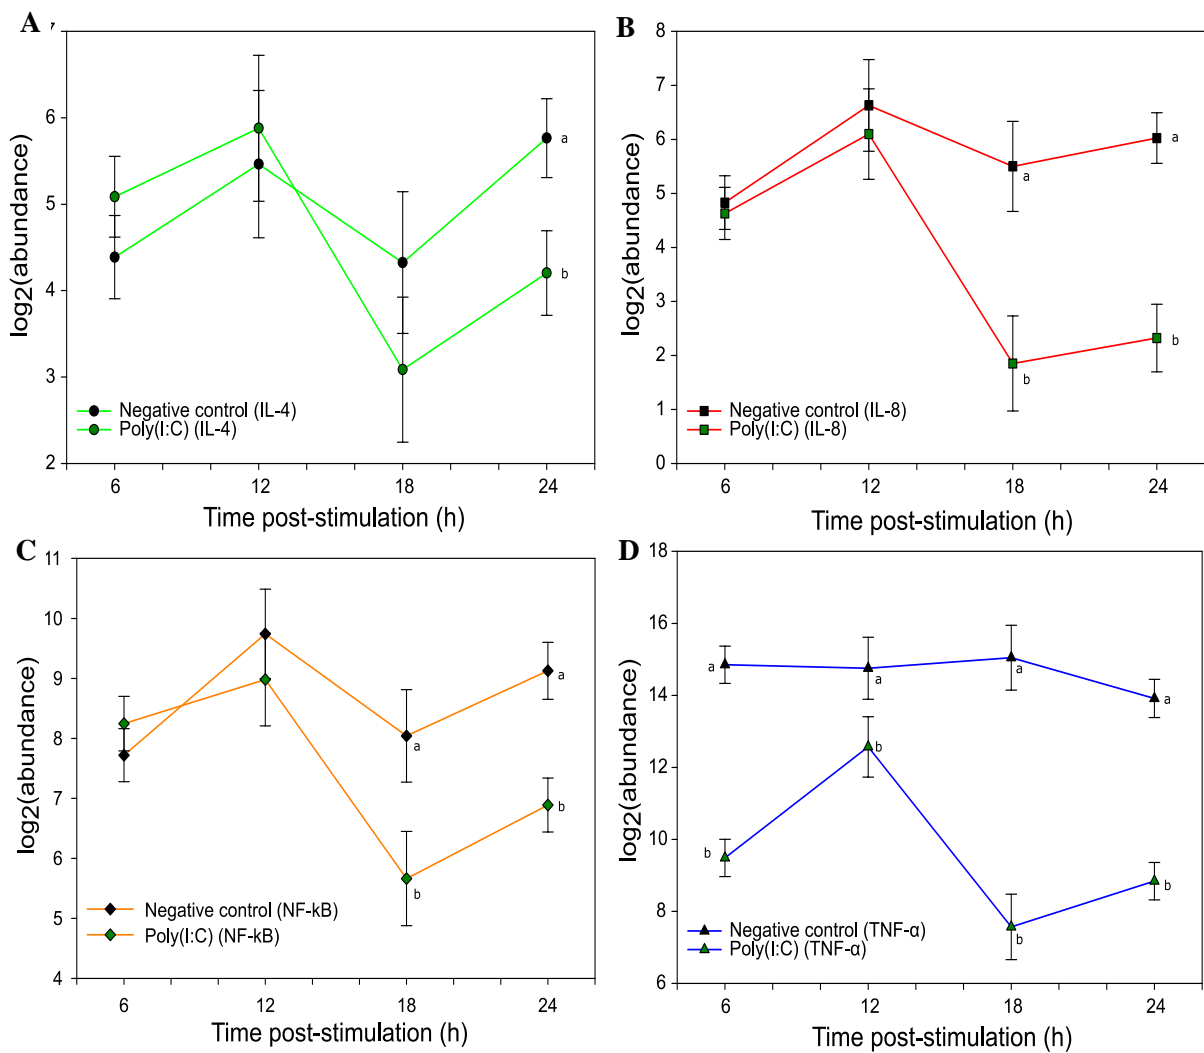 A
7
6
5
4
3
2
log2(abundance)
a
b
Negative control (IL-4)
Poly(I:C) (IL-4)
6 12 18 24
Time post-stimulation (h)
B
8
7
6
5
4
3
2
1
0
log2(abundance)
a
a
b
b
Negative control (IL-8)
Poly(I:C) (IL-8)
6 12 18 24
Time post-stimulation (h)
C
11
10
9
8
7
6
5
4
log2(abundance)
a
a
b
b
Negative control (NF-kB)
Poly(I:C) (NF-kB)
6 12 18 24
Time post-stimulation (h)
D
18
16
14
12
10
8
6
log2(abundance)
a
a
a
a
b
b
b
b
Negative control (TNF-α)
Poly(I:C) (TNF-α)
6 12 18 24
Time post-stimulation (h)